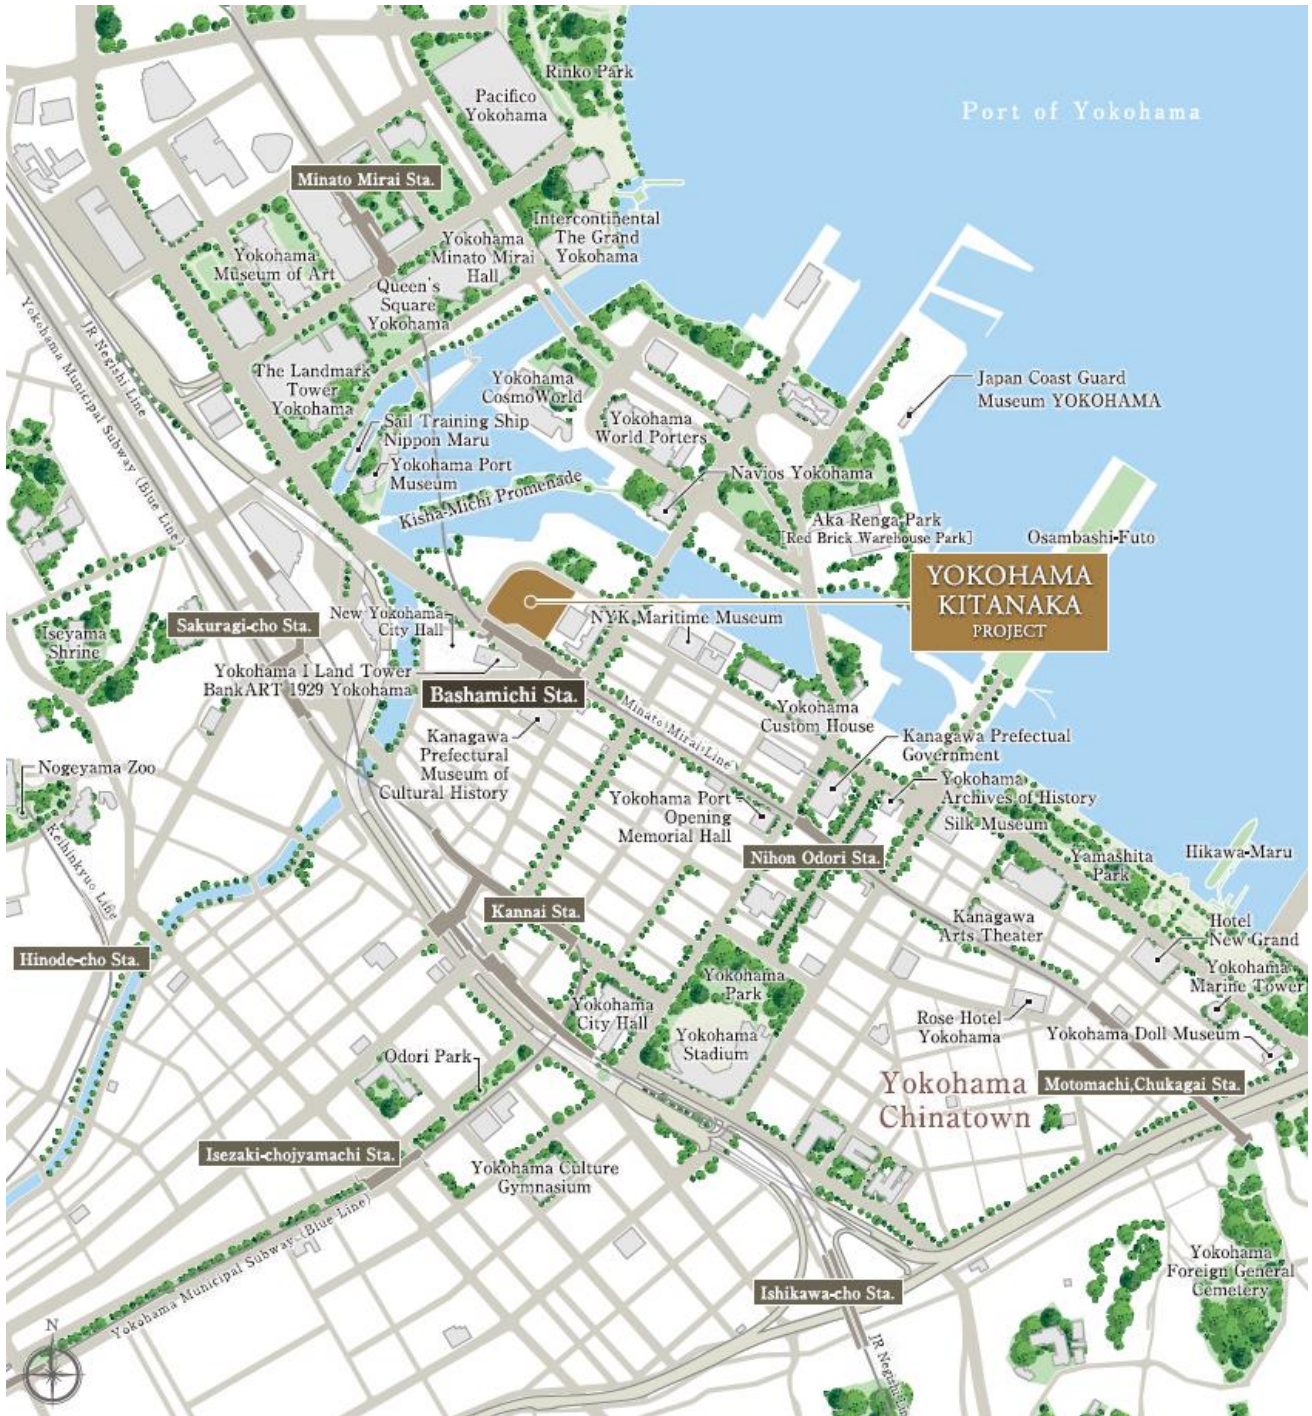 Rinko Park
Pacifico
Yokohama
Port of Yokohama
Minato Mirai Sta.
Intercontinental
The Grand
Yokohama
Yokohama
Minato Mirai
Hall
Yokohama
Museum of Art
Queen's
Square
Yokohama
Yokohama Municipal Subway (Blue Line)
JR Negishi Line
The Landmark
Tower
Yokohama
Yokohama
CosmoWorld
Japan Coast Guard
Museum YOKOHAMA
Sail Training Ship
Nippon Maru
Yokohama
World Porters
Yokohama Port
Museum
Navios Yokohama
Kisha-Michi Promenade
Aka Renga Park
[Red Brick Warehouse Park]
Osambashi-Futo
YOKOHAMA
KITANAKA
PROJECT
New Yokohama
City Hall
NYK Maritime Museum
Sakuragi-cho Sta.
Iseyama
Shrine
Yokohama I Land Tower
BankART 1929 Yokohama
Bashamichi Sta.
Minato Mirai Line
Yokohama
Custom House
Kanagawa
Prefectural
Museum of
Cultural History
Kanagawa Prefectual
Government
Nogeyama Zoo
Yokohama
Archives of History
Yokohama Port
Opening
Memorial Hall
Silk Museum
Keihinkyuo Line
Nihon Odori Sta.
Yamashita
Park
Hikawa-Maru
Kannai Sta.
Kanagawa
Arts Theater
Hotel
New Grand
Hinode-cho Sta.
Yokohama
Park
Yokohama
Marine Tower
Yokohama
City Hall
Rose Hotel
Yokohama
Yokohama
Stadium
Yokohama Doll Museum
Odori Park
Yokohama
Chinatown
Motomachi,Chukagai Sta.
Isezaki-chojyamachi Sta.
Yokohama Culture
Gymnasium
Yokohama Municipal Subway (Blue Line)
Yokohama
Foreign General
Cemetery
Ishikawa-cho Sta.
N
JR Negishi Lin